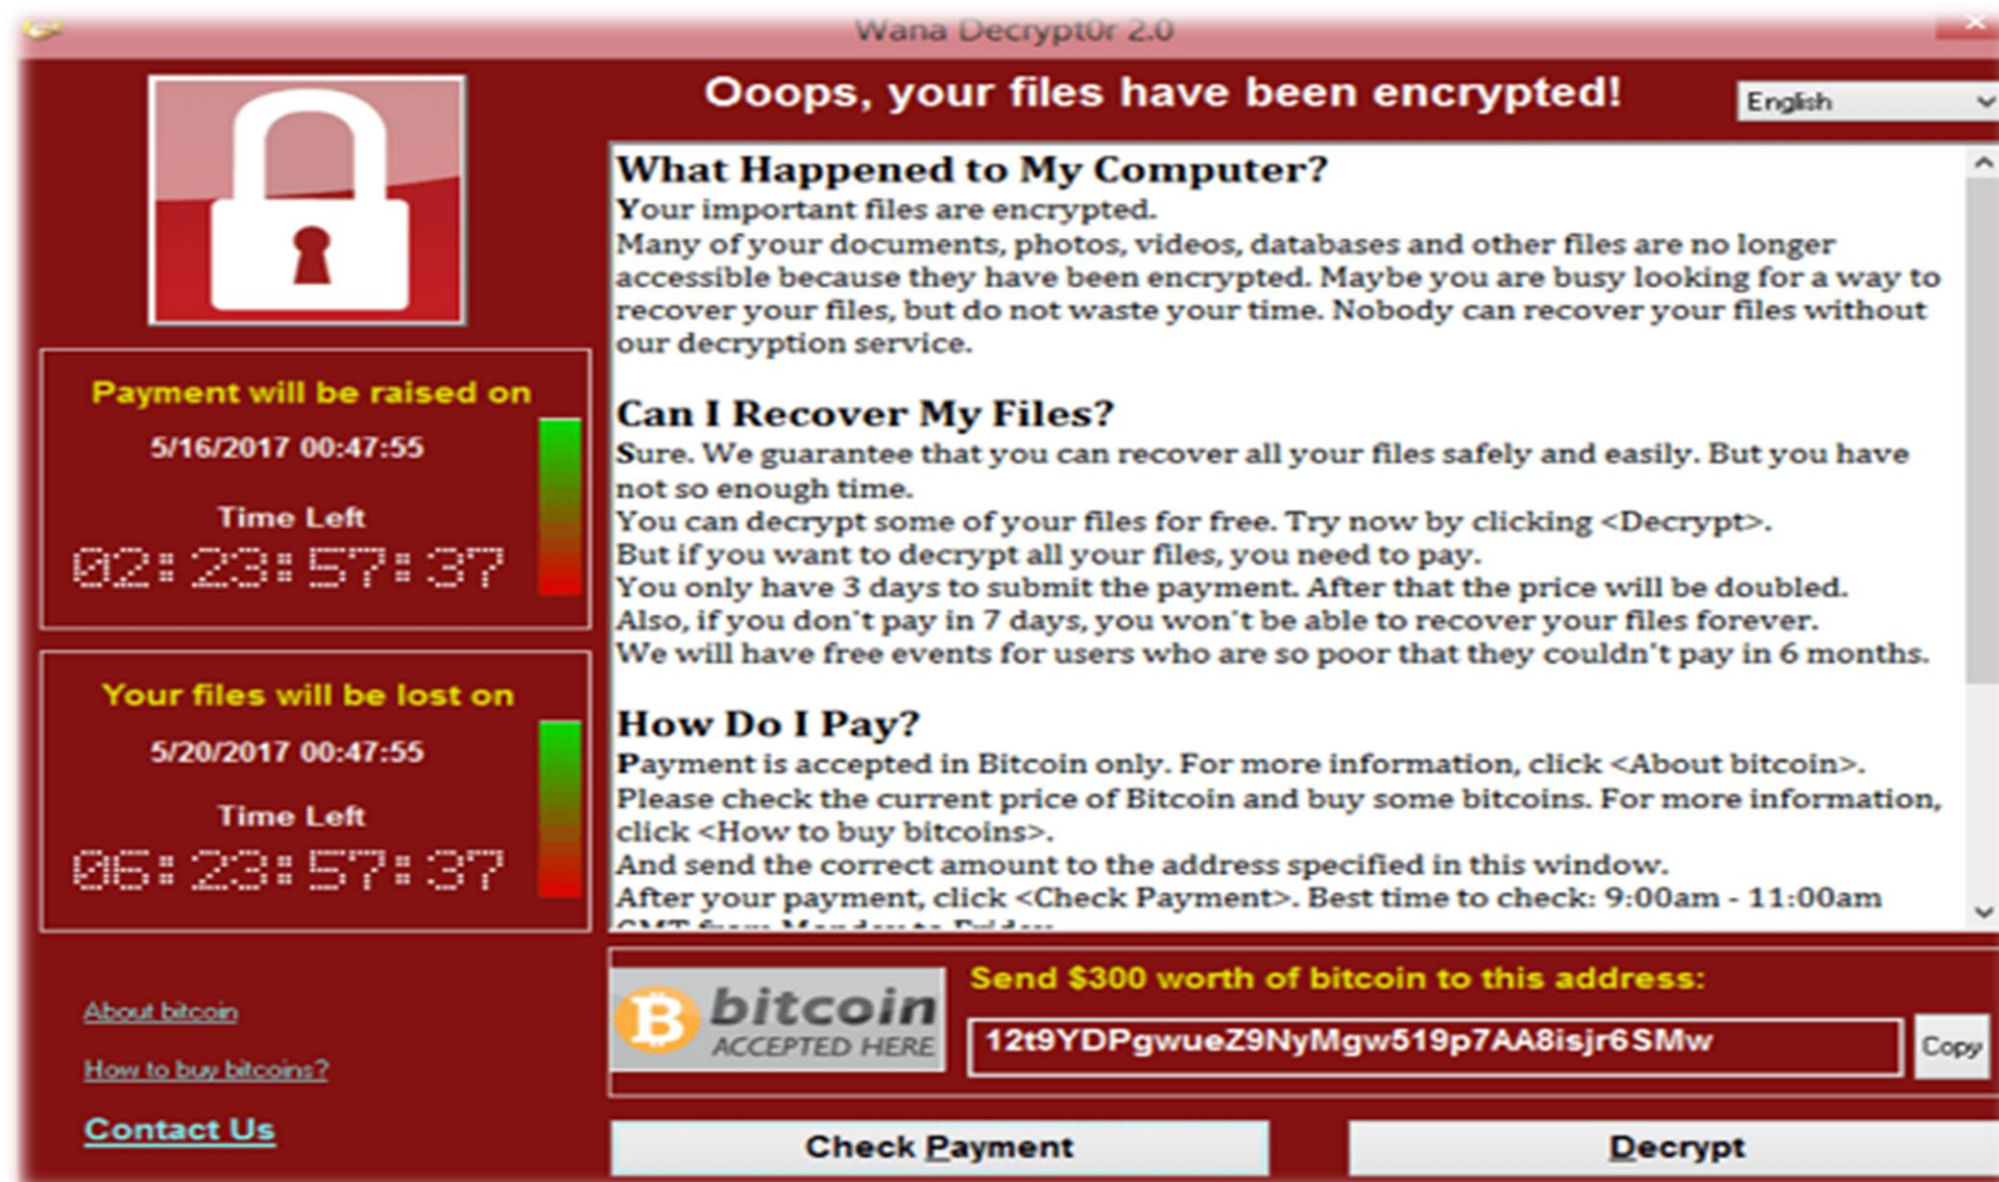 Wana Decrypt0r 2.0
Ooops, your files have been encrypted!
English
What Happened to My Computer?
Your important files are encrypted.
Many of your documents, photos, videos, databases and other files are no longer
accessible because they have been encrypted. Maybe you are busy looking for a way to
recover your files, but do not waste your time. Nobody can recover your files without
our decryption service.
Can I Recover My Files?
Sure. We guarantee that you can recover all your files safely and easily. But you have
not so enough time.
You can decrypt some of your files for free. Try now by clicking <Decrypt>.
But if you want to decrypt all your files, you need to pay.
You only have 3 days to submit the payment. After that the price will be doubled.
Also, if you don't pay in 7 days, you won't be able to recover your files forever.
We will have free events for users who are so poor that they couldn't pay in 6 months.
How Do I Pay?
Payment is accepted in Bitcoin only. For more information, click <About bitcoin>.
Please check the current price of Bitcoin and buy some bitcoins. For more information,
click <How to buy bitcoins>.
And send the correct amount to the address specified in this window.
After your payment, click <Check Payment>. Best time to check: 9:00am - 11:00am
GMT from Monday to Friday
Payment will be raised on
5/16/2017 00:47:55
Time Left
02:23:57:37
Your files will be lost on
5/20/2017 00:47:55
Time Left
06:23:57:37
About bitcoin
How to buy bitcoins?
Contact Us
bitcoin
ACCEPTED HERE
Send $300 worth of bitcoin to this address:
12t9YDPgwueZ9NyMgw519p7AA8isjr6SMw
Copy
Check Payment
Decrypt